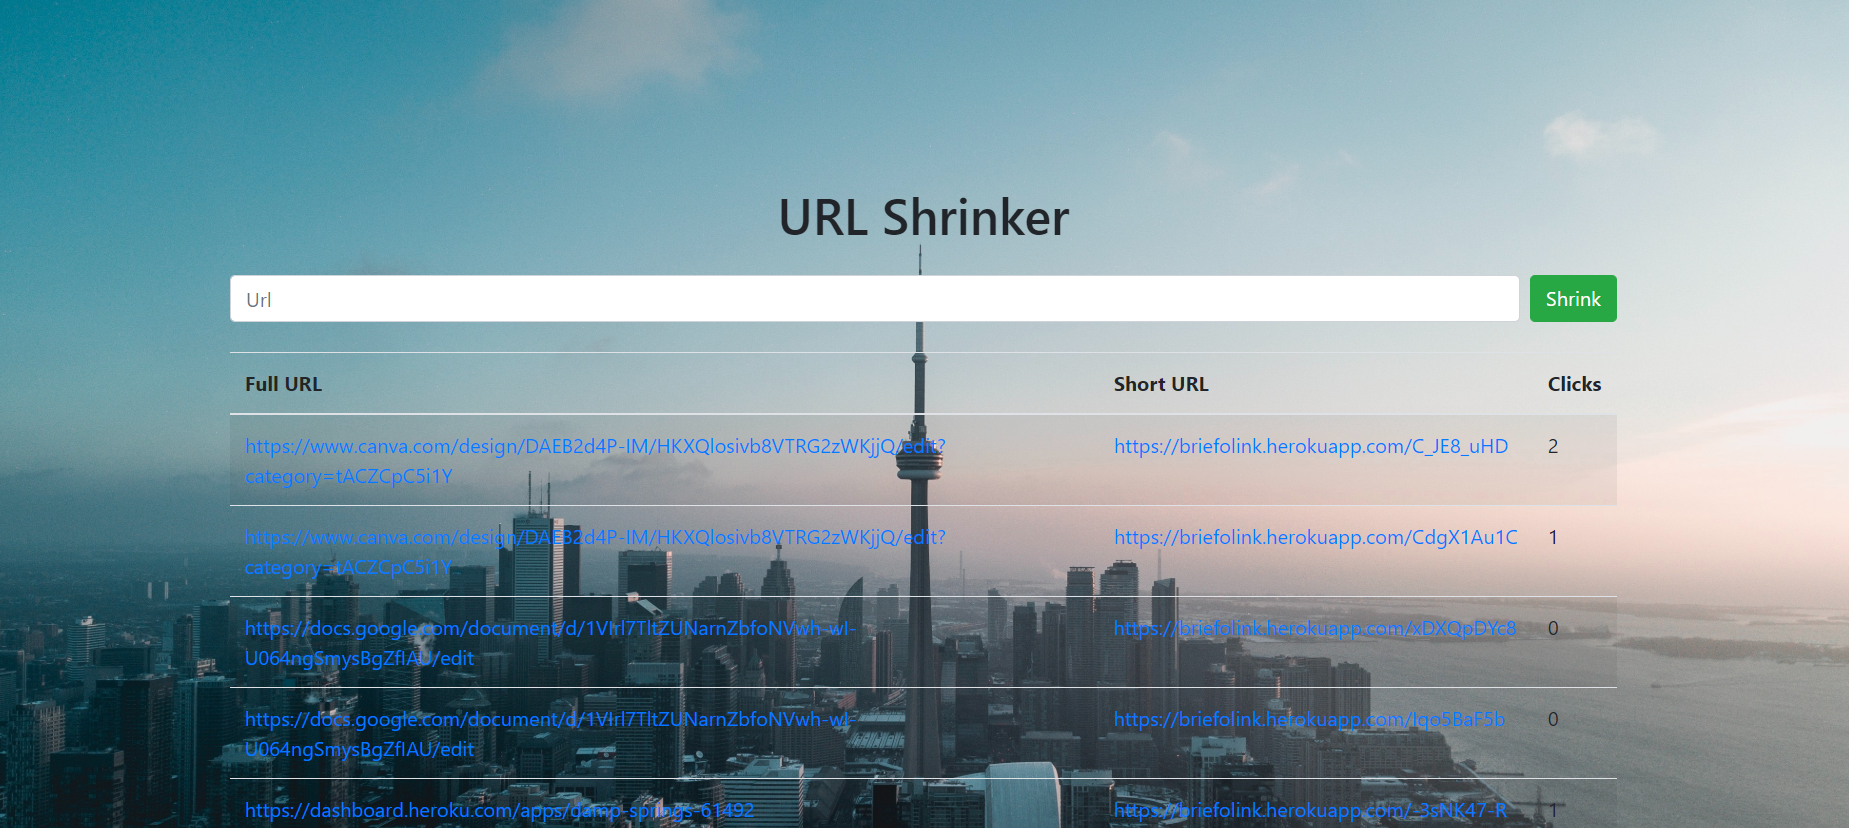 URL Shrinker
Url
Shrink
Full URL Short URL Clicks
https://www.canva.com/design/DAEB2d4P-IM/HKXQlosivb8VTRG2zWKjjQ/edit? https://briefolink.herokuapp.com/C_JE8_uHD 2
category=tACZCpC5i1Y
https://www.canva.com/design/DAEB2d4P-IM/HKXQlosivb8VTRG2zWKjjQ/edit? https://briefolink.herokuapp.com/CdgX1Au1C 1
category=tACZCpC5i1Y
https://docs.google.com/document/d/1VIrl7TltZUNarnZbfoNVwh-wI- https://briefolink.herokuapp.com/xDXQpDYc8 0
U064ngSmysBgZfIAU/edit
https://docs.google.com/document/d/1VIrl7TltZUNarnZbfoNVwh-wI- https://briefolink.herokuapp.com/Iqo5BaF5b 0
U064ngSmysBgZfIAU/edit
https://dashboard.heroku.com/apps/damp-springs-61492 https://briefolink.herokuapp.com/-3sNK47-R 1